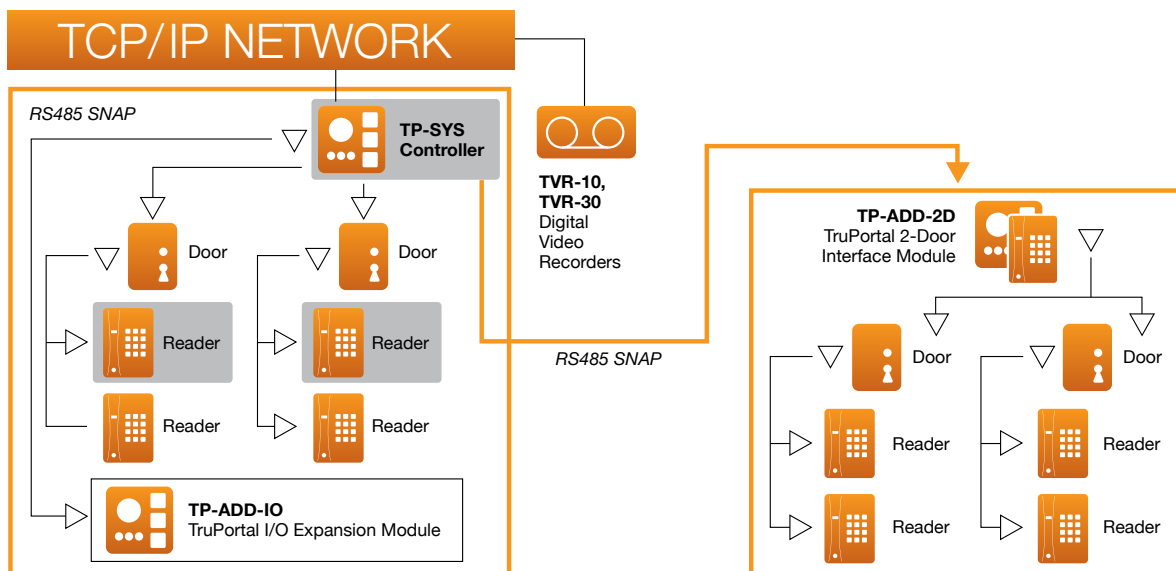 TCP/IP NETWORK
RS485 SNAP
TP-SYS
Controller
Door
Door
Reader
Reader
Reader
Reader
TP-ADD-IO
TruPortal I/O Expansion Module
TVR-10,
TVR-30
Digital
Video
Recorders
RS485 SNAP
TP-ADD-2D
TruPortal 2-Door
Interface Module
Door
Door
Reader
Reader
Reader
Reader